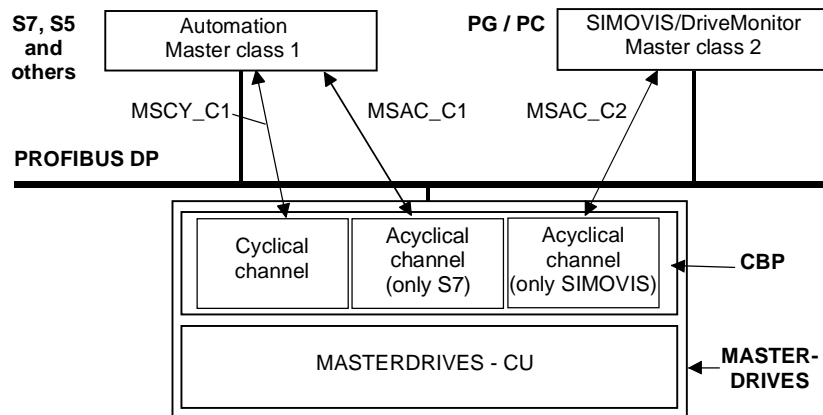 S7, S5
and
others
Automation
Master class 1
PG / PC
SIMOVIS/DriveMonitor
Master class 2
MSCY_C1
MSAC_C1
MSAC_C2
PROFIBUS DP
Cyclical
channel
Acyclical
channel
(only S7)
Acyclical
channel
(only SIMOVIS)
CBP
MASTERDRIVES - CU
MASTER-
DRIVES